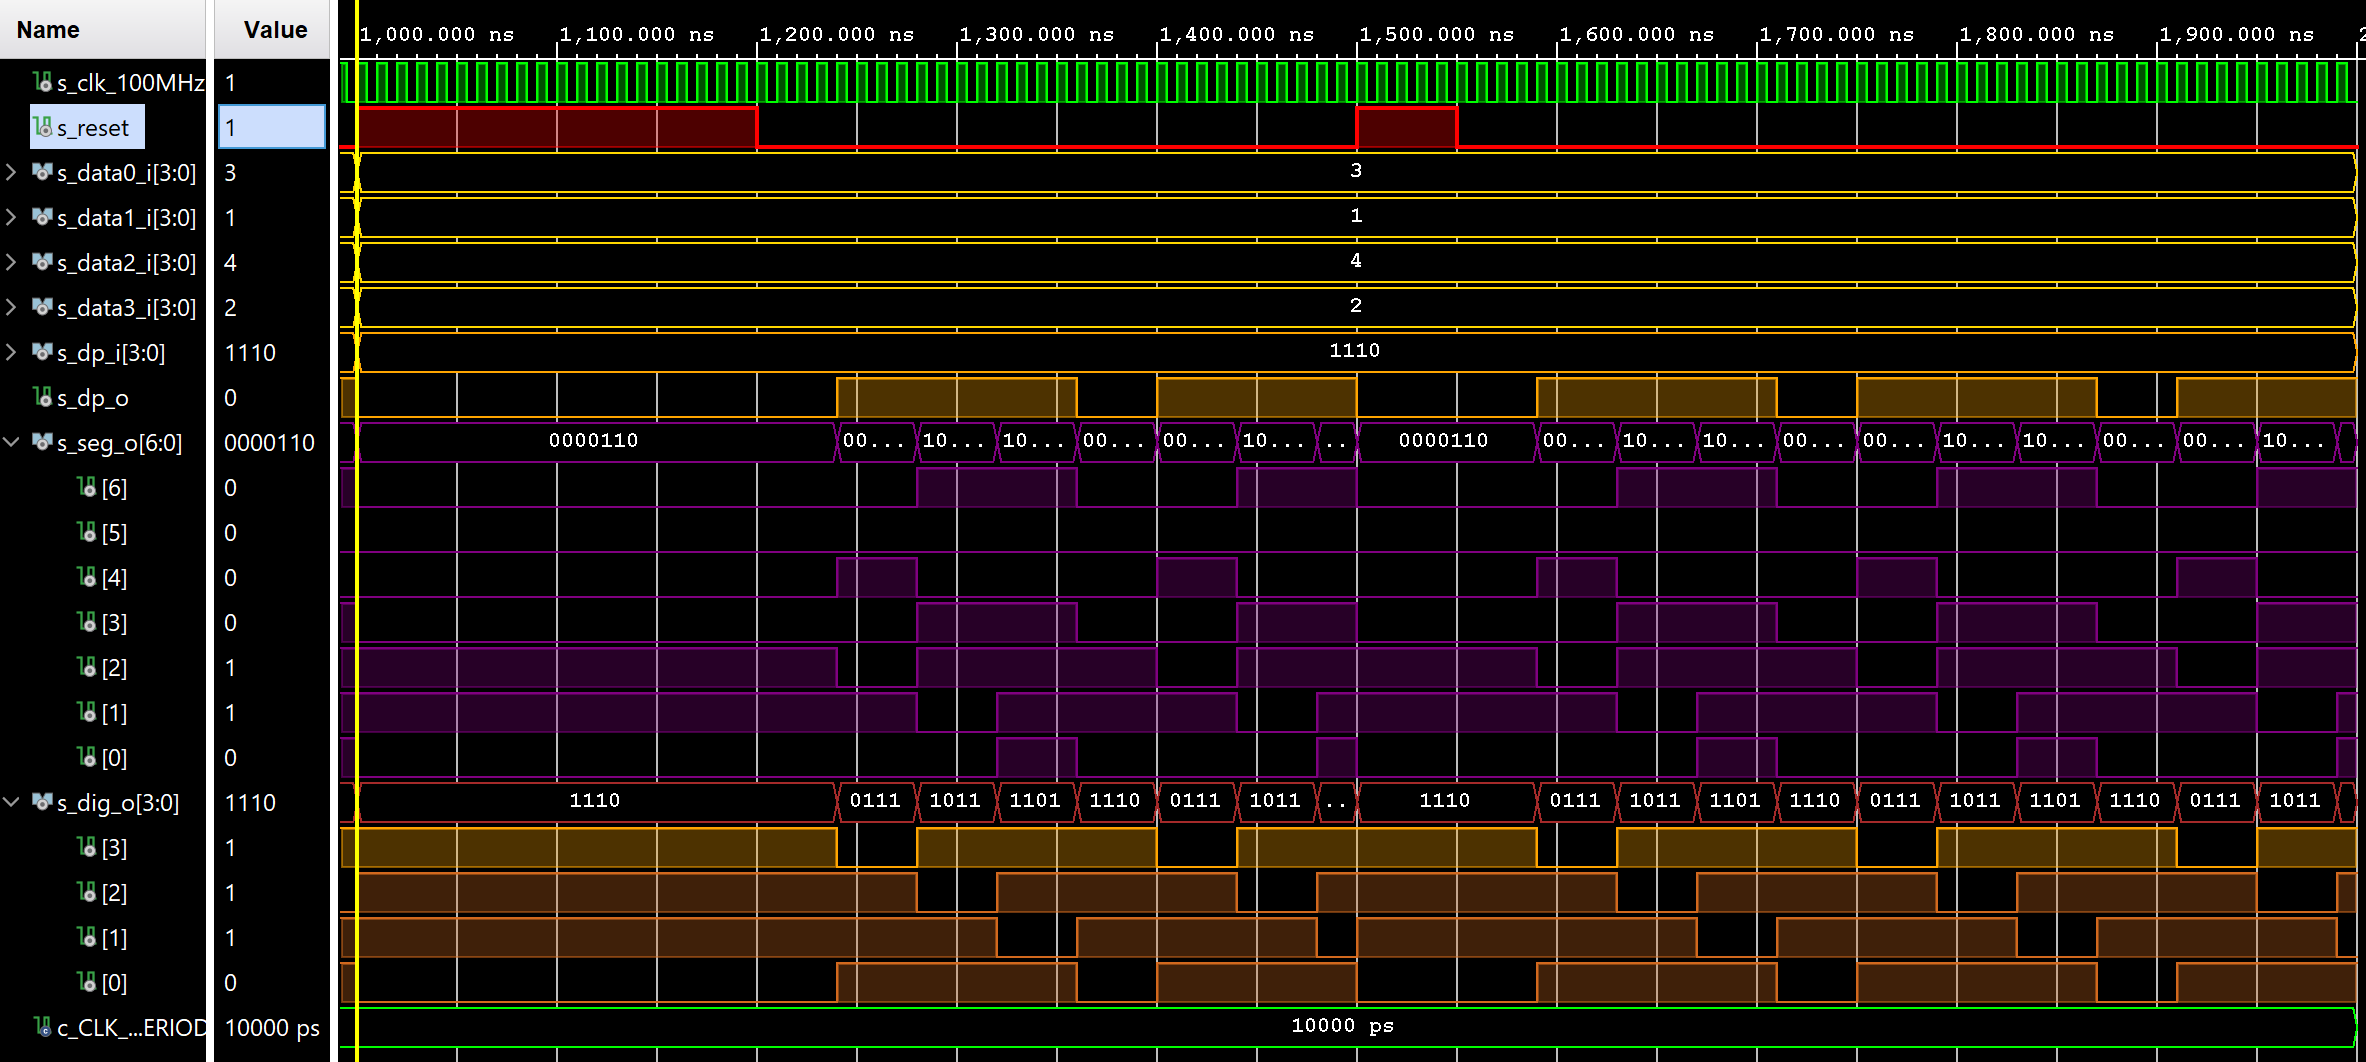 Name Value 1,000.000 ns 1,100.000 ns 1,200.000 ns 1,300.000 ns 1,400.000 ns 1,500.000 ns 1,600.000 ns 1,700.000 ns 1,800.000 ns 1,900.000 ns 2
s_clk_100MHz 1
s_reset 1
s_data0_i[3:0] 3 3
s_data1_i[3:0] 1 1
s_data2_i[3:0] 4 4
s_data3_i[3:0] 2 2
s_dp_i[3:0] 1110 1110
s_dp_o 0
s_seg_o[6:0] 0000110 0000110 00... 10... 10... 00... 00... 10... ... 0000110 00... 10... 10... 00... 00... 10... 10... 00... 00... 10...
[6] 0
[5] 0
[4] 0
[3] 0
[2] 1
[1] 1
[0] 0
s_dig_o[3:0] 1110 1110 0111 1011 1101 1110 0111 1011 ... 1110 0111 1011 1101 1110 0111 1011 1101 1110 0111 1011
[3] 1
[2] 1
[1] 1
[0] 0
c_CLK_...ERIOD 10000 ps 10000 ps